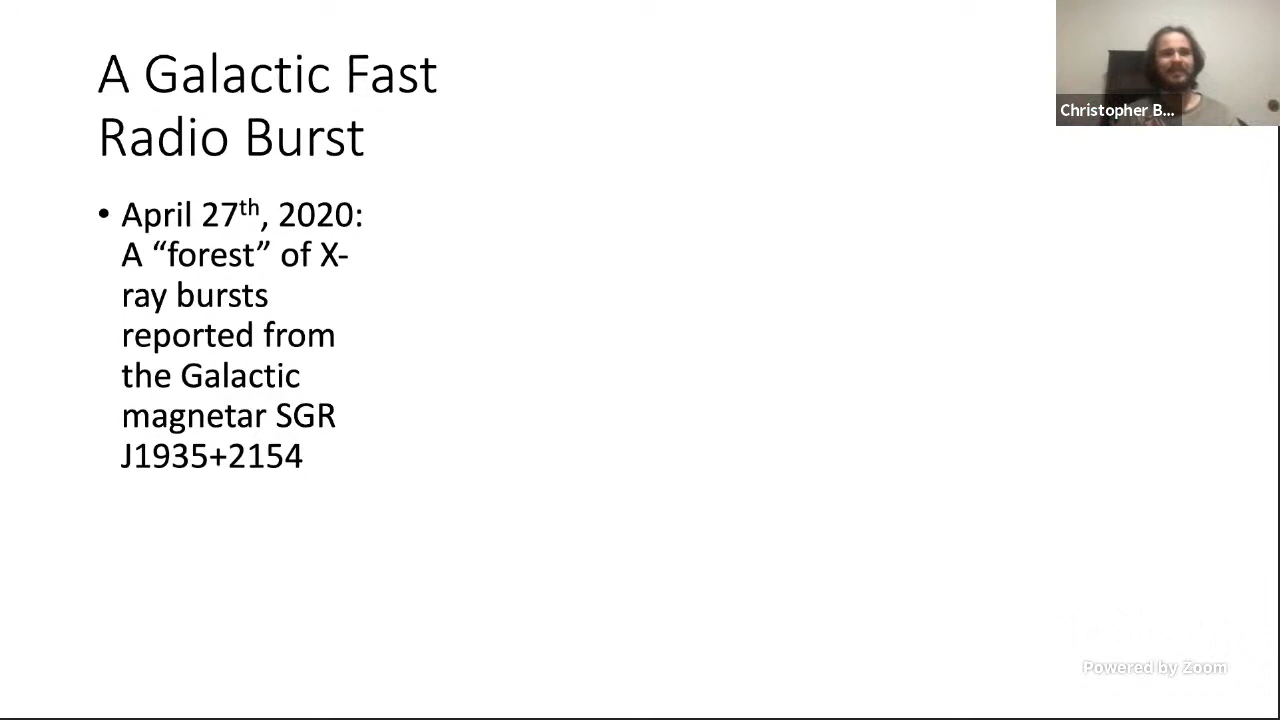 A Galactic Fast
Radio Burst
• April 27th, 2020:
A “forest” of X-
ray bursts
reported from
the Galactic
magnetar SGR
J1935+2154
Christopher B...
Powered by Zoom